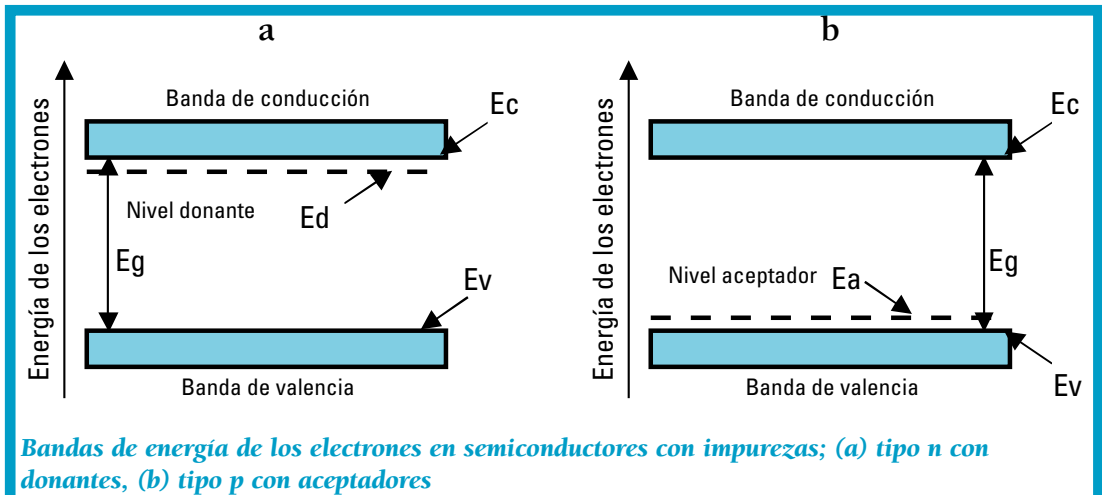 a
Energía de los electrones
Banda de conducción
Ec
Nivel donante
Ed
Eg
Ev
Banda de valencia
b
Energía de los electrones
Banda de conducción
Ec
Nivel aceptador
Ea
Eg
Banda de valencia
Ev
Bandas de energía de los electrones en semiconductores con impurezas; (a) tipo n con
donantes, (b) tipo p con aceptadores